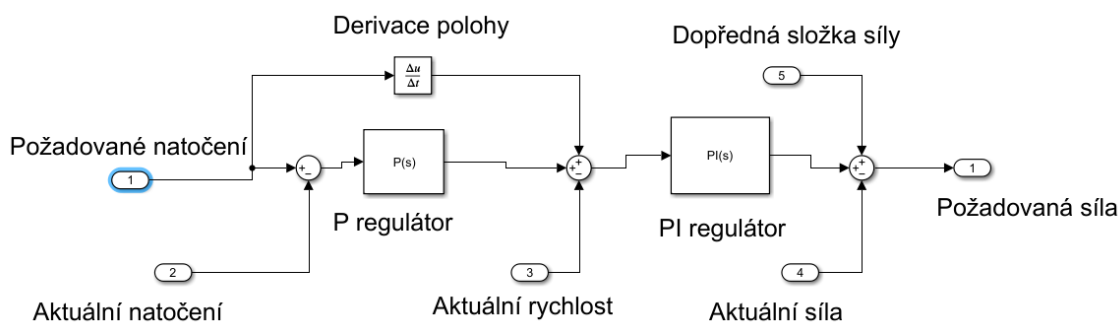 Derivace polohy
Dopředná složka síly
Δu
Δt
5
Požadované natočení
1
+
−
P(s)
+
+
−
PI(s)
+
+
−
1
P regulátor
PI regulátor
Požadovaná síla
2
3
4
Aktuální natočení
Aktuální rychlost
Aktuální síla